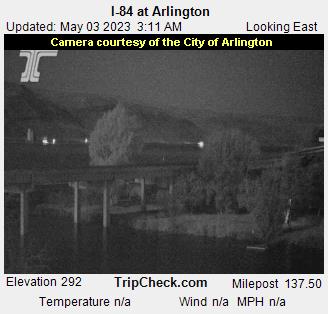 I-84 at Arlington
Updated: May 03 2023 3:11 AM Looking East
Camera courtesy of the City of Arlington
Elevation 292 TripCheck.com Milepost 137.50
Temperature n/a Wind n/a MPH n/a